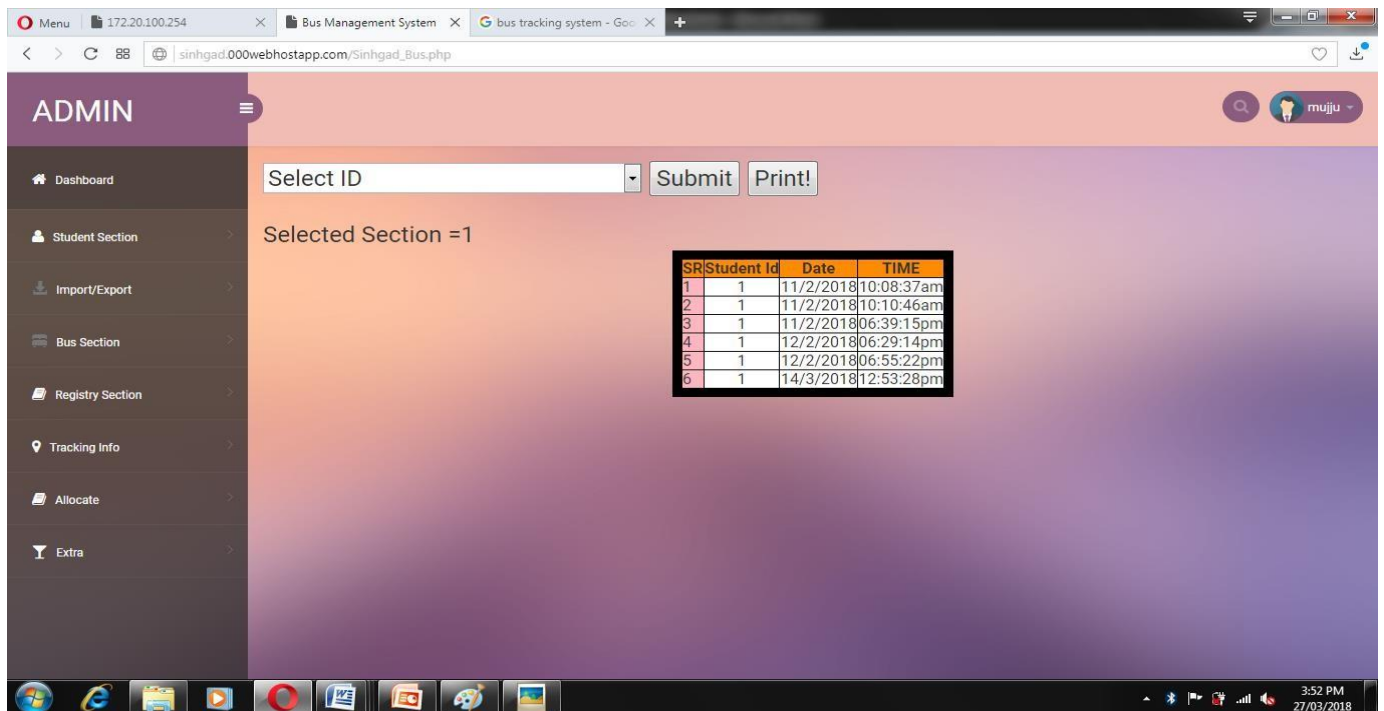 Menu 172.20.100.254 Bus Management System bus tracking system - Goo
sinhgad.000webhostapp.com/Sinhgad_Bus.php
ADMIN
mujju
Dashboard
Student Section
Import/Export
Bus Section
Registry Section
Tracking Info
Allocate
Extra
Select ID Submit Print!
Selected Section =1
SR Student Id Date TIME
1 1 11/2/2018 10:08:37am
2 1 11/2/2018 10:10:46am
3 1 11/2/2018 06:39:15pm
4 1 12/2/2018 06:29:14pm
5 1 12/2/2018 06:55:22pm
6 1 14/3/2018 12:53:28pm
3:52 PM
27/03/2018